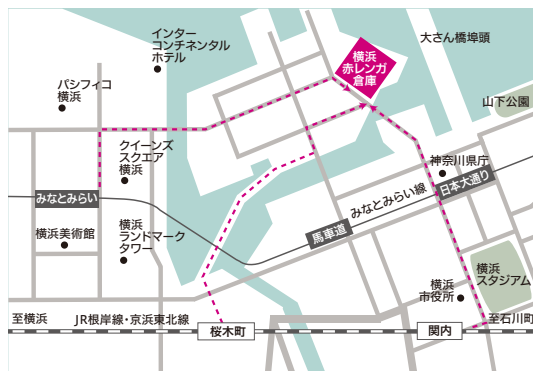 インター
コンチネンタル
ホテル
横浜
赤レンガ
倉庫
大さん橋埠頭
パシフィコ
横浜
山下公園
クイーンズ
スクエア
横浜
神奈川県庁
日本大通り
みなとみらい
みなとみらい線
馬車道
横浜美術館
横浜
ランドマーク
タワー
横浜
スタジアム
横浜
市役所
至横浜
JR根岸線・京浜東北線
桜木町
関内
至石川町